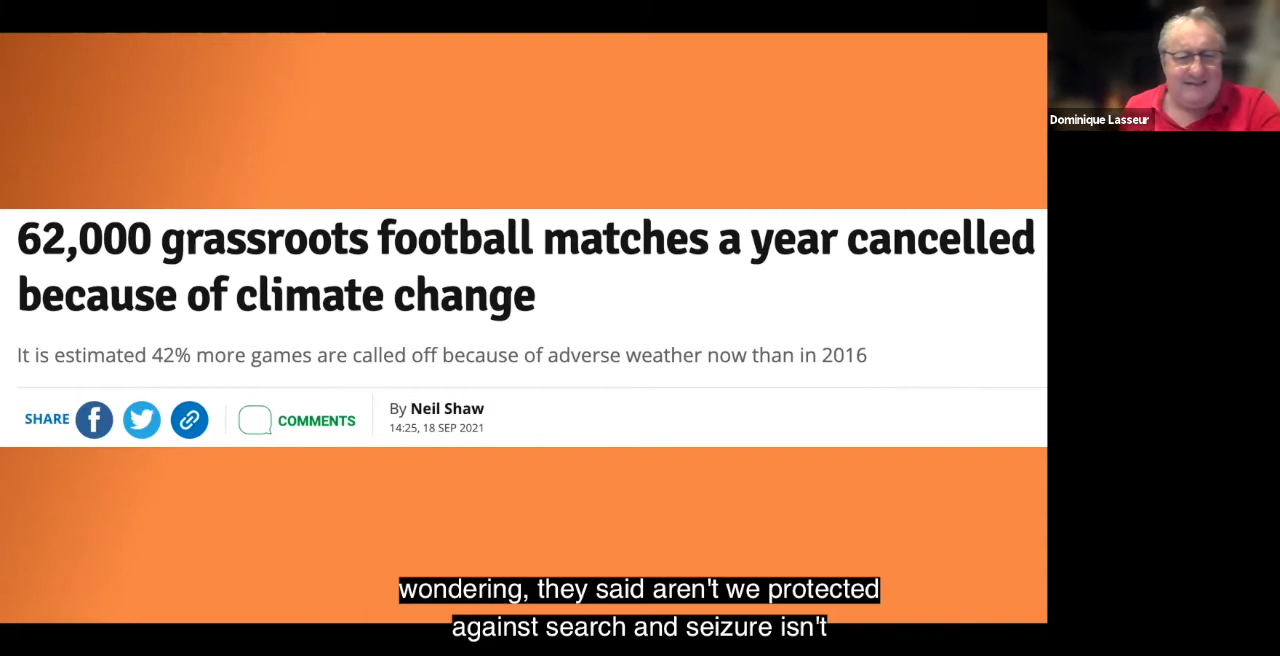 Dominique Lasseur
62,000 grassroots football matches a year cancelled
because of climate change
It is estimated 42% more games are called off because of adverse weather now than in 2016
SHARE COMMENTS By Neil Shaw
14:25, 18 SEP 2021
wondering, they said aren't we protected
against search and seizure isn't